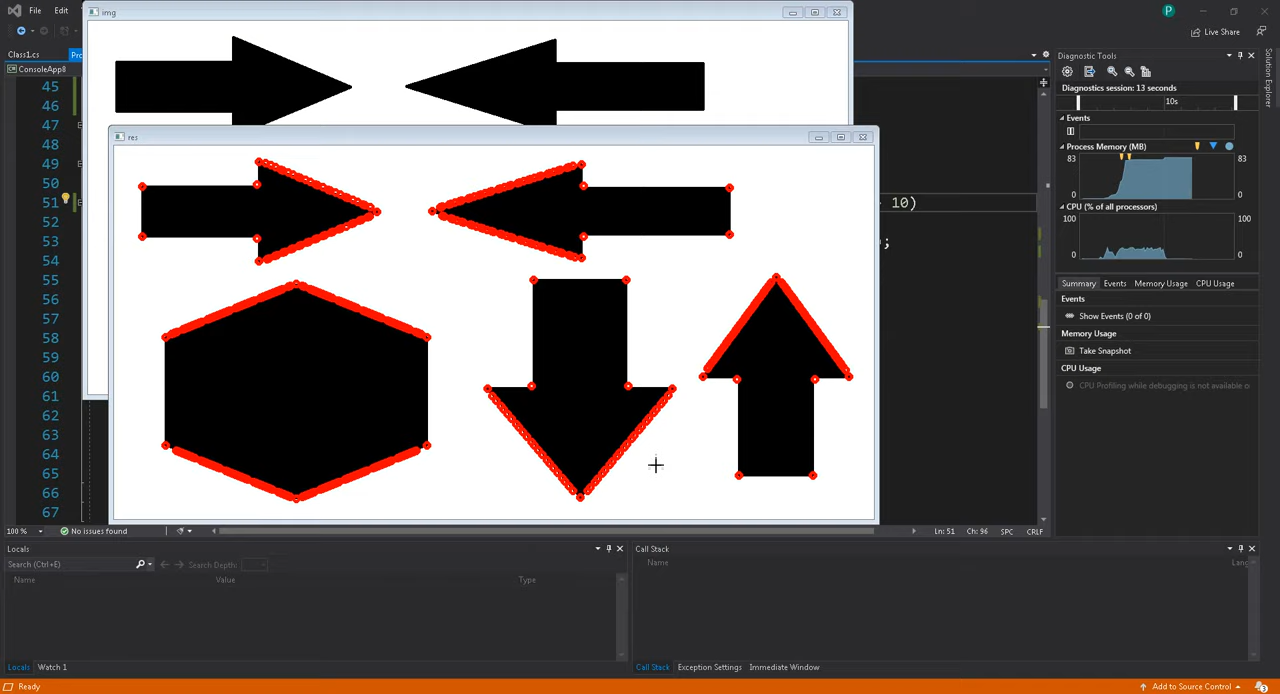 File Edit
img
P
Live Share
Class1.cs
ConsoleApp8
res
45
46
47
48
49
50
51
52
53
54
55
56
57
58
59
60
61
62
63
64
65
66
67
10)
;
100 %
No issues found
Ln: 51 Ch: 96 SPC CRLF
Diagnostic Tools
Diagnostics session: 13 seconds
10s
Events
Process Memory (MB)
83 83
0 0
CPU (% of all processors)
100 100
0 0
Summary Events Memory Usage CPU Usage
Events
Show Events (0 of 0)
Memory Usage
Take Snapshot
CPU Usage
CPU Profiling while debugging is not available
Solution Explorer
Locals
Search (Ctrl+E)
Search Depth:
Name Value Type
Locals Watch 1
Call Stack
Name Lang
Call Stack Exception Settings Immediate Window
Ready
Add to Source Control